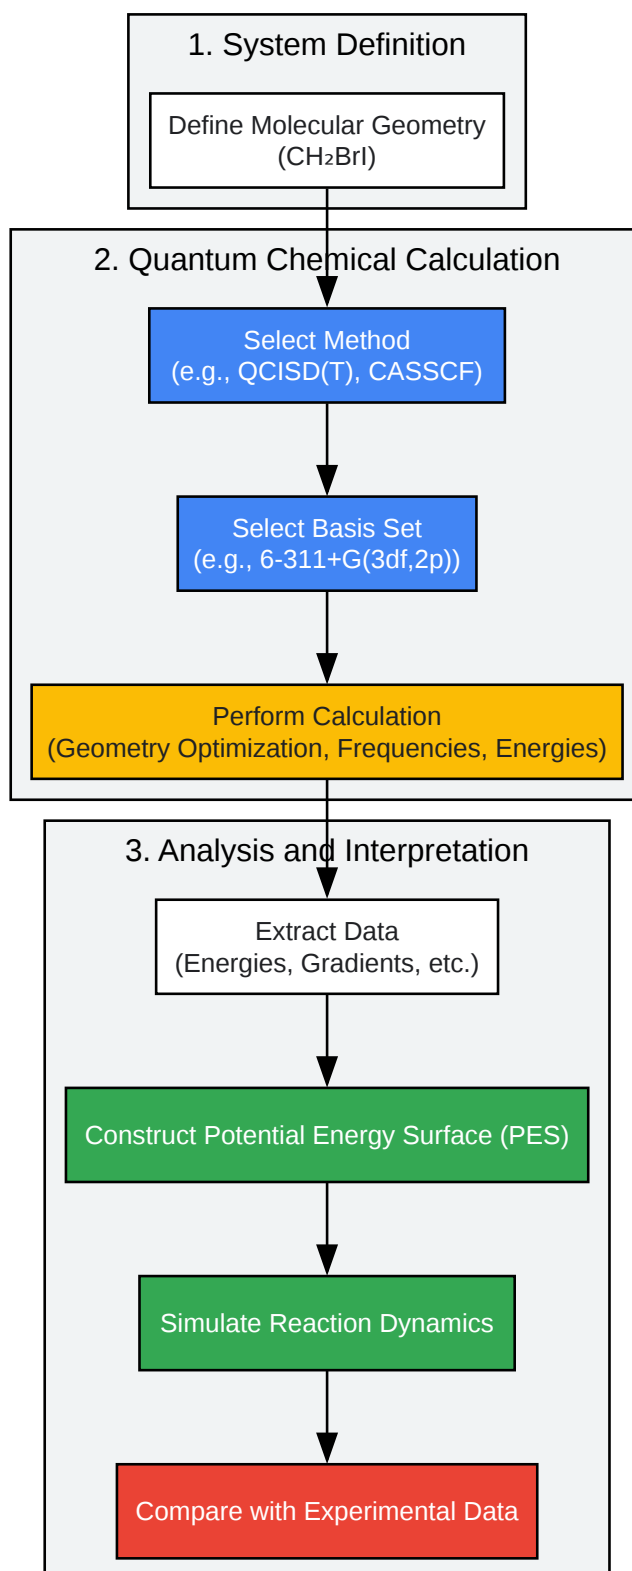 1. System Definition
Define Molecular Geometry
(CH₂BrI)
2. Quantum Chemical Calculation
Select Method
(e.g., QCISD(T), CASSCF)
Select Basis Set
(e.g., 6-311+G(3df,2p))
Perform Calculation
(Geometry Optimization, Frequencies, Energies)
3. Analysis and Interpretation
Extract Data
(Energies, Gradients, etc.)
Construct Potential Energy Surface (PES)
Simulate Reaction Dynamics
Compare with Experimental Data